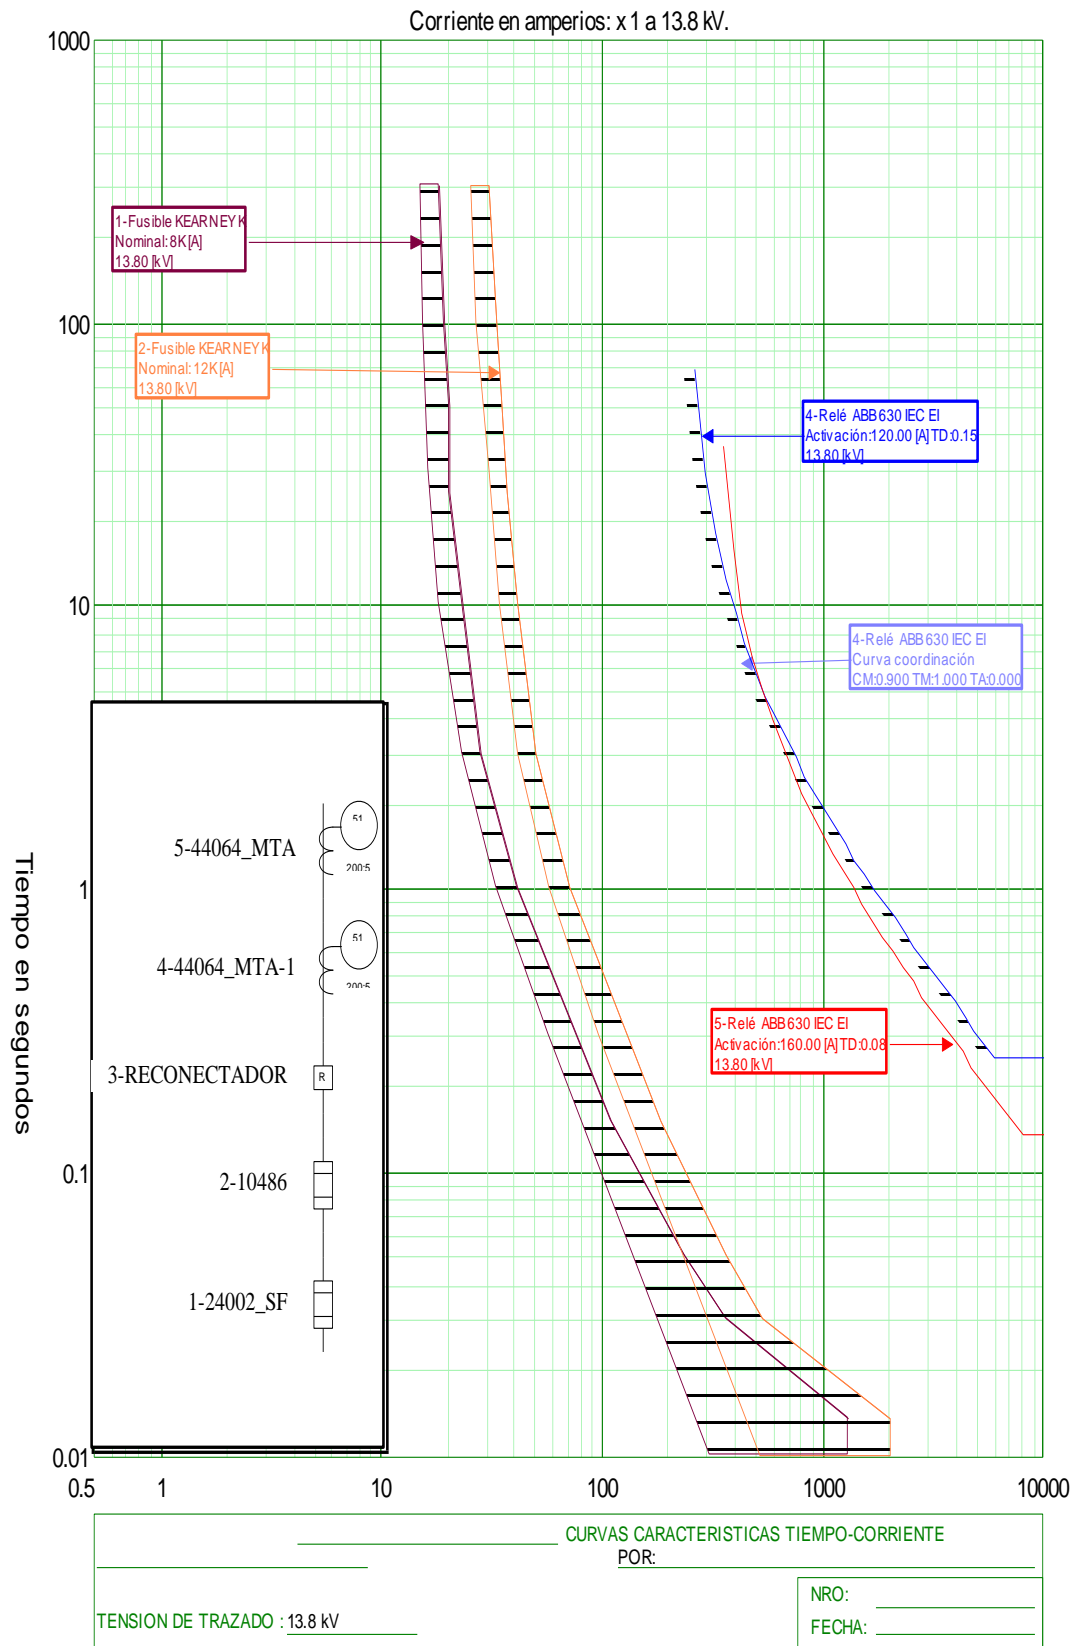 Corriente en amperios: x 1 a 13.8 kV.
1000
100
10
1
0.1
0.01
Tiempo en segundos
1-Fusible KEARNEY K
Nominal: 8K[A]
13.80 [kV]
2-Fusible KEARNEY K
Nominal: 12K[A]
13.80 [kV]
4-Relé ABB630 IEC EI
Activación:120.00 [A] TD:0.15
13.80 [kV]
4-Relé ABB630 IEC EI
Curva coordinación
CM:0.900 TM:1.000 TA:0.000
5-Relé ABB630 IEC EI
Activación:160.00 [A] TD:0.08
13.80 [kV]
5-44064_MTA
51
200:5
4-44064_MTA-1
51
200:5
3-RECONECTADOR
R
2-10486
1-24002_SF
0.5
1
10
100
1000
10000
CURVAS CARACTERISTICAS TIEMPO-CORRIENTE
POR:
TENSION DE TRAZADO : 13.8 kV
NRO:
FECHA: